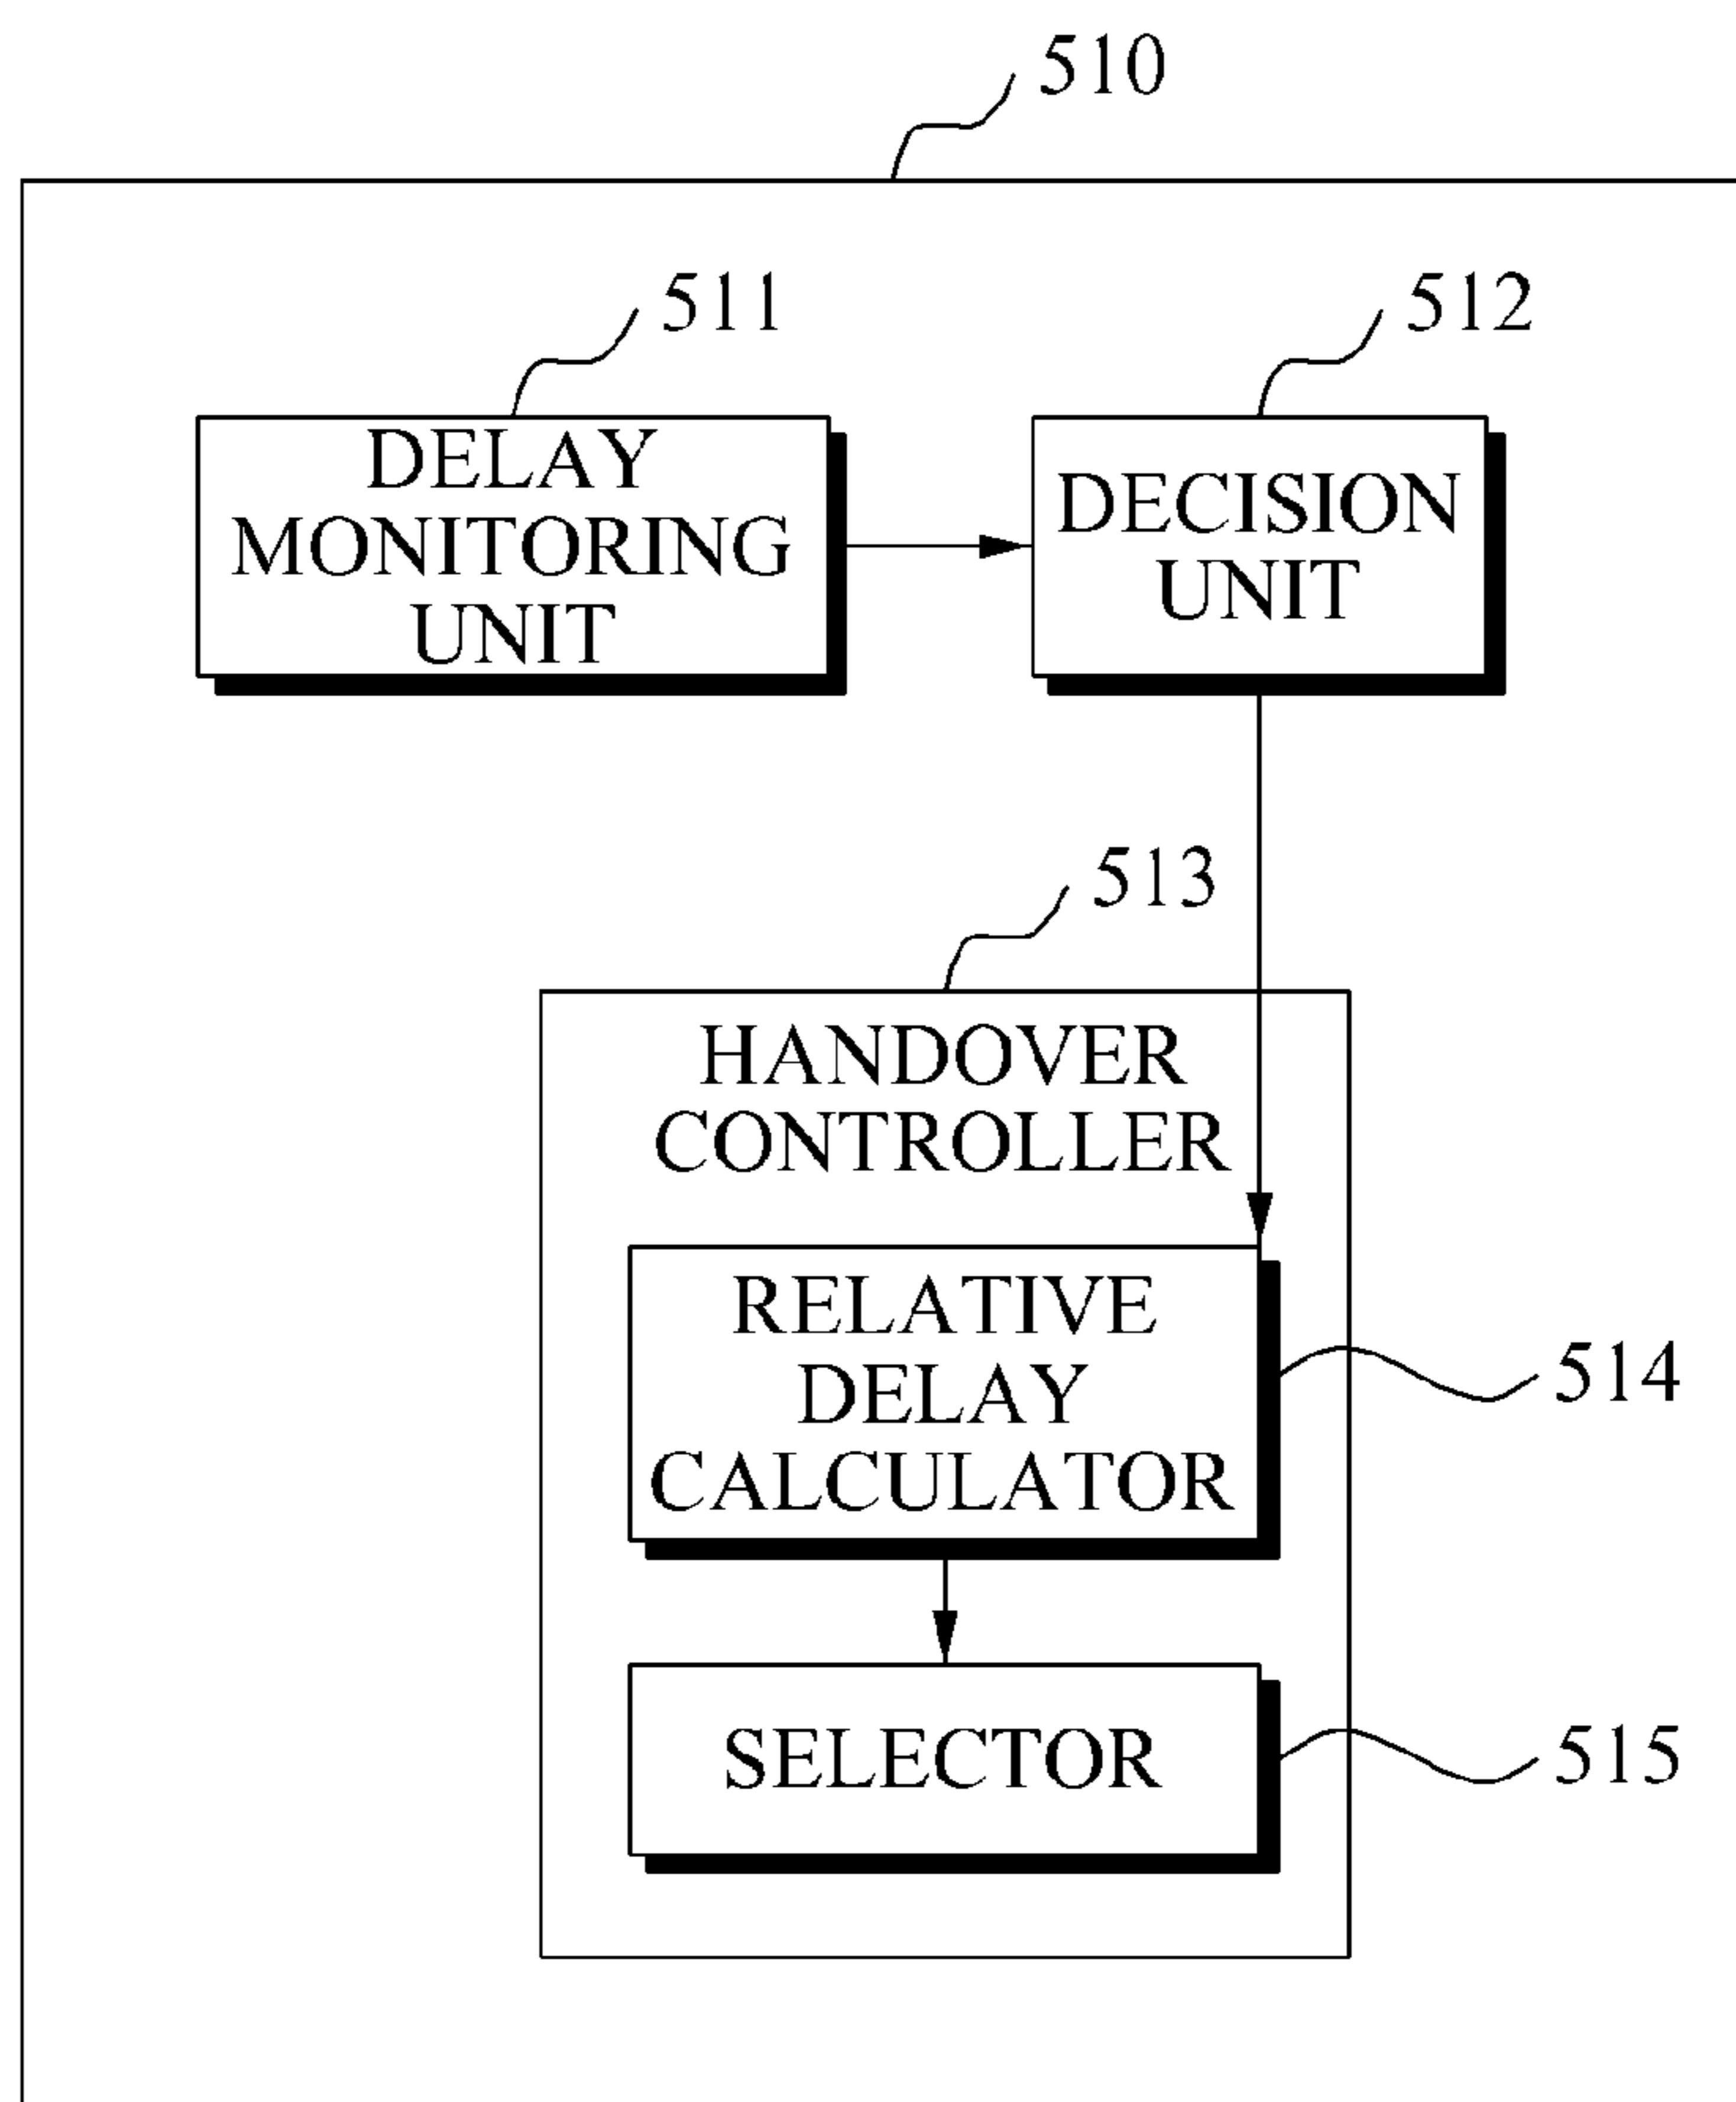 510
511
512
DELAY
MONITORING
UNIT
DECISION
UNIT
513
HANDOVER
CONTROLLER
RELATIVE
DELAY
CALCULATOR
514
SELECTOR
515